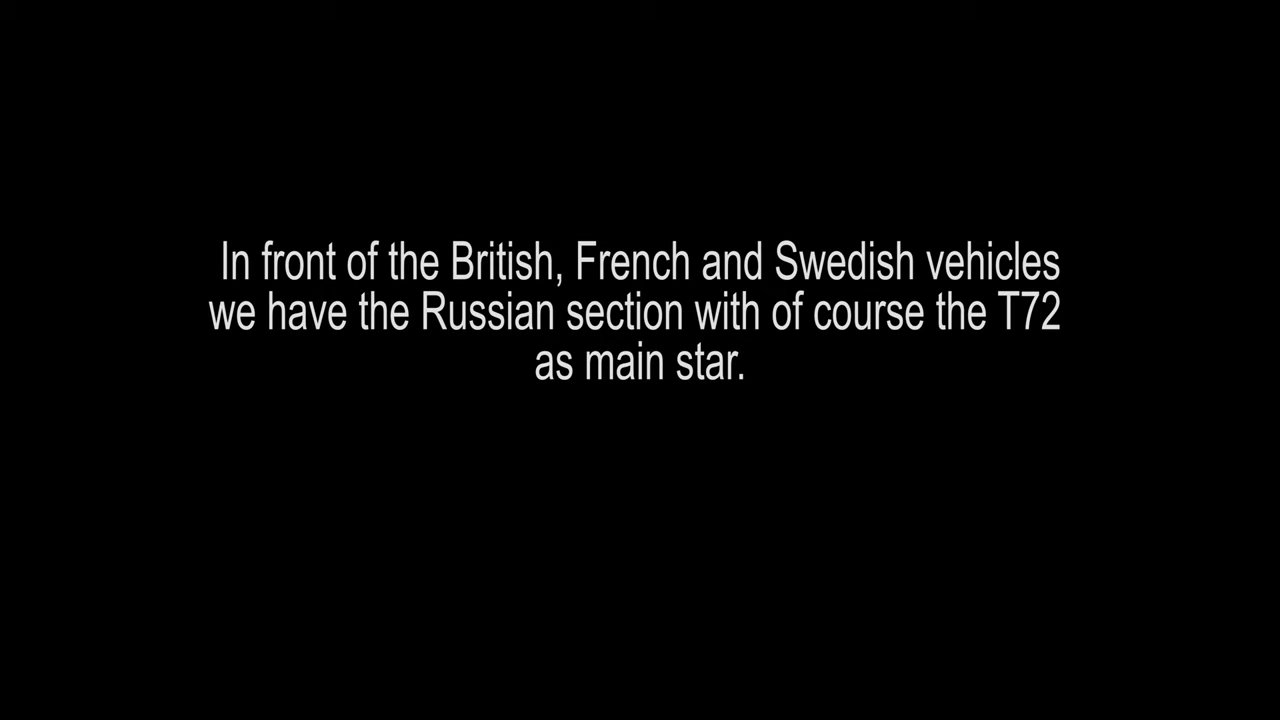 In front of the British, French and Swedish vehicles
we have the Russian section with of course the T72
as main star.